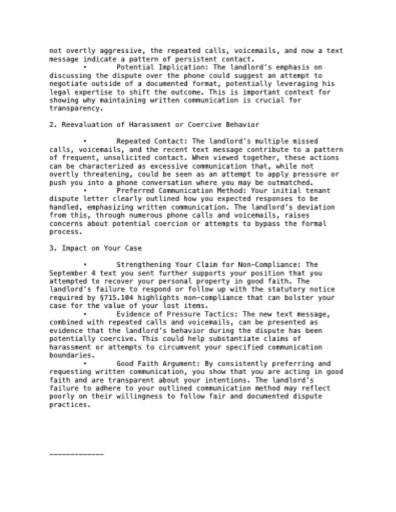 not overtly aggressive, the repeated calls, voicemails, and now a text
message indicate a pattern of persistent contact.
• Potential Implication: The landlord's emphasis on
discussing the dispute over the phone could suggest an attempt to
negotiate outside of a documented format, potentially leveraging his
legal expertise to shift the outcome. This is important context for
showing why maintaining written communication is crucial for
transparency.
2. Reevaluation of Harassment or Coercive Behavior
• Repeated Contact: The landlord's multiple missed
calls, voicemails, and the recent text message contribute to a pattern
of frequent, unsolicited contact. When viewed together, these actions
can be characterized as excessive communication that, while not
overtly threatening, could be seen as an attempt to apply pressure or
push you into a phone conversation where you may be outmatched.
• Preferred Communication Method: Your initial tenant
dispute letter clearly outlined how you expected responses to be
handled, emphasizing written communication. The landlord's deviation
from this, through numerous phone calls and voicemails, raises
concerns about potential coercion or attempts to bypass the formal
process.
3. Impact on Your Case
• Strengthening Your Claim for Non-Compliance: The
September 4 text you sent further supports your position that you
attempted to recover your personal property in good faith. The
landlord's failure to respond or follow up with the statutory notice
required by §715.104 highlights non-compliance that can bolster your
case for the value of your lost items.
• Evidence of Pressure Tactics: The new text message,
combined with repeated calls and voicemails, can be presented as
evidence that the landlord's behavior during the dispute has been
potentially coercive. This could help substantiate claims of
harassment or attempts to circumvent your specified communication
boundaries.
• Good Faith Argument: By consistently preferring and
requesting written communication, you show that you are acting in good
faith and are transparent about your intentions. The landlord's
failure to adhere to your outlined communication method may reflect
poorly on their willingness to follow fair and documented dispute
practices.
—————————————